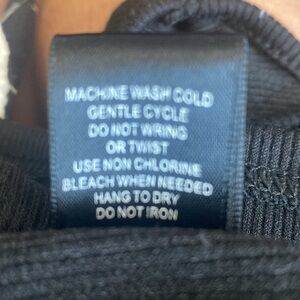 MACHINE WASH COLD
GENTLE CYCLE
DO NOT WRING
OR TWIST
USE NON CHLORINE
BLEACH WHEN NEEDED
HANG TO DRY
DO NOT IRON